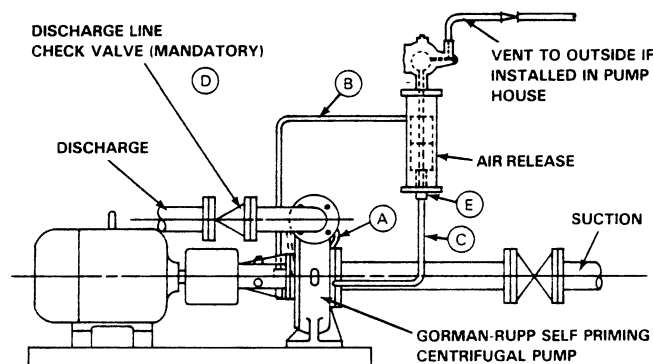 DISCHARGE LINE
CHECK VALVE (MANDATORY)
D
B
VENT TO OUTSIDE IF
INSTALLED IN PUMP
HOUSE
DISCHARGE
AIR RELEASE
A
E
C
SUCTION
GORMAN-RUPP SELF PRIMING
CENTRIFUGAL PUMP